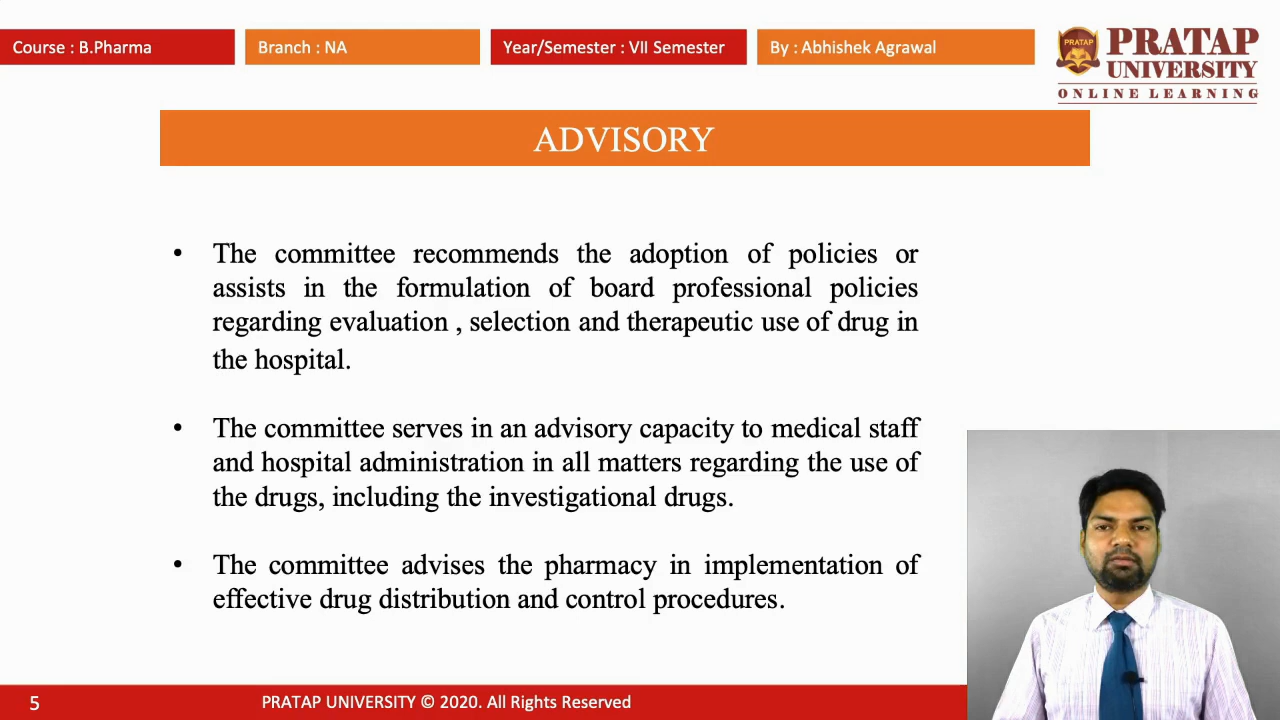 Course : B.Pharma
Branch : NA
Year/Semester : VII Semester
By : Abhishek Agrawal
PRATAP
PRATAP
UNIVERSITY
ONLINE LEARNING
ADVISORY
• The committee recommends the adoption of policies or
assists in the formulation of board professional policies
regarding evaluation , selection and therapeutic use of drug in
the hospital.
• The committee serves in an advisory capacity to medical staff
and hospital administration in all matters regarding the use of
the drugs, including the investigational drugs.
• The committee advises the pharmacy in implementation of
effective drug distribution and control procedures.
5
PRATAP UNIVERSITY © 2020. All Rights Reserved